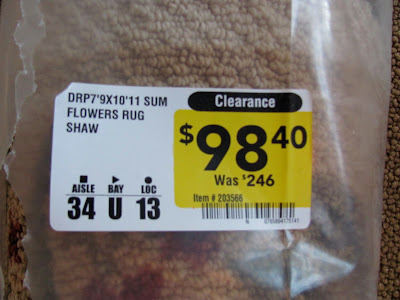 DRP7'9X10'11 SUM
FLOWERS RUG
SHAW
Clearance
$98 40
Was $246
Item # 203566
AISLE BAY LOC
34 U 13
N